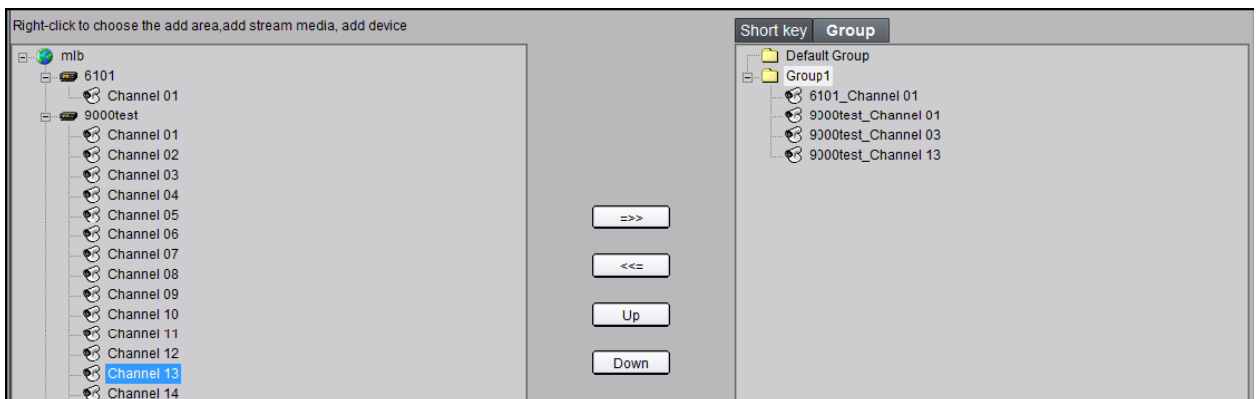 Right-click to choose the add area,add stream media, add device
mlb
6101
Channel 01
9000test
Channel 01
Channel 02
Channel 03
Channel 04
Channel 05
Channel 06
Channel 07
Channel 08
Channel 09
Channel 10
Channel 11
Channel 12
Channel 13
Channel 14
=>>
<<=
Up
Down
Short key Group
Default Group
Group1
6101_Channel 01
9000test_Channel 01
9000test_Channel 03
9000test_Channel 13